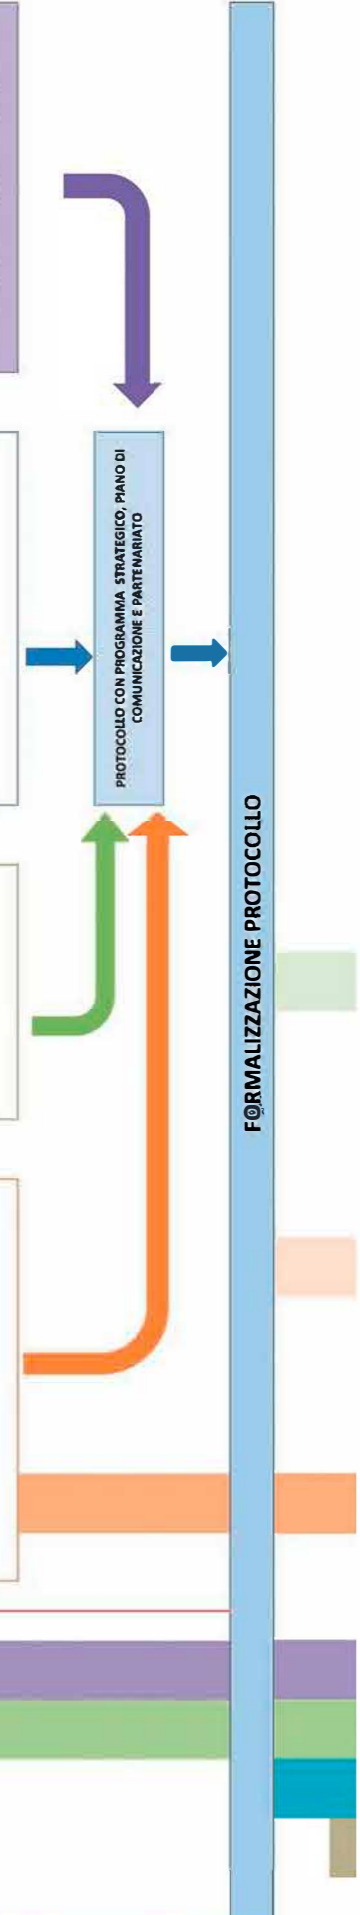 PROTOCOLLO CON PROGRAMMA STRATEGICO, PIANO DI
COMUNICAZIONE E PARTENARIATO
FORMALIZZAZIONE PROTOCOLLO